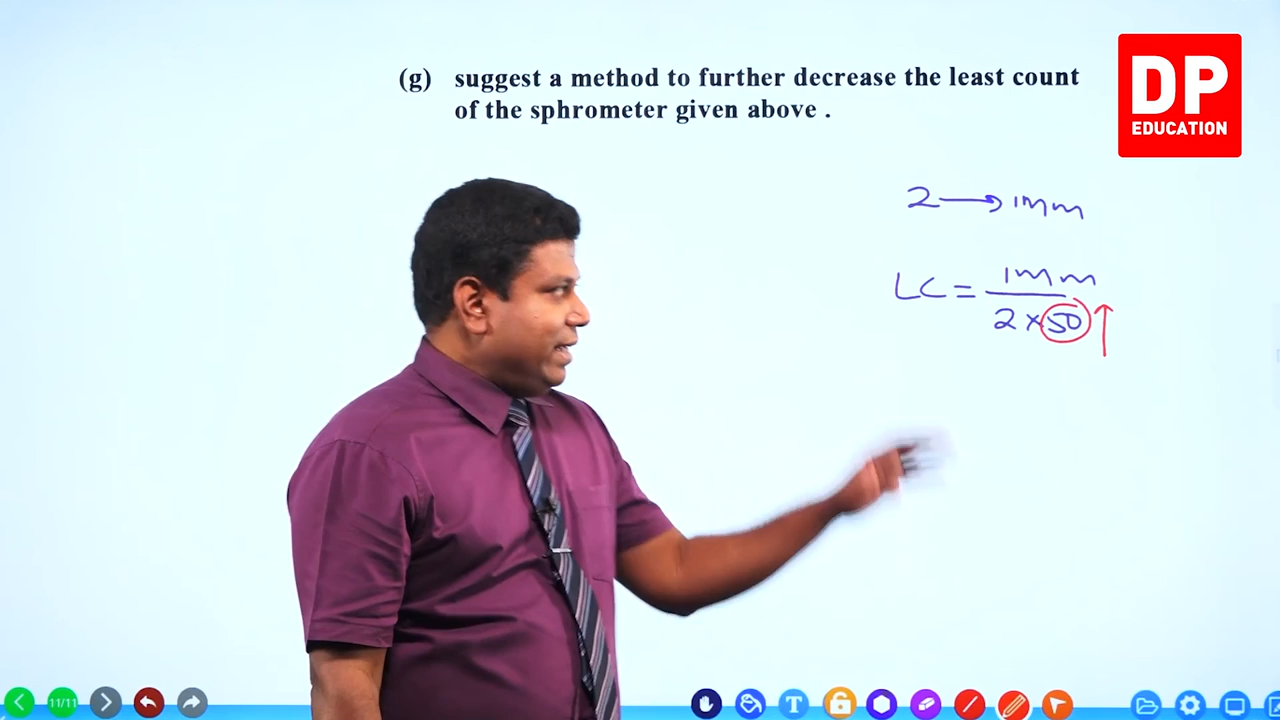 (g) suggest a method to further decrease the least count
of the sphrometer given above .
DP
EDUCATION
2 → 1mm
LC = 1mm
2 × 50 ↑
11/11
T